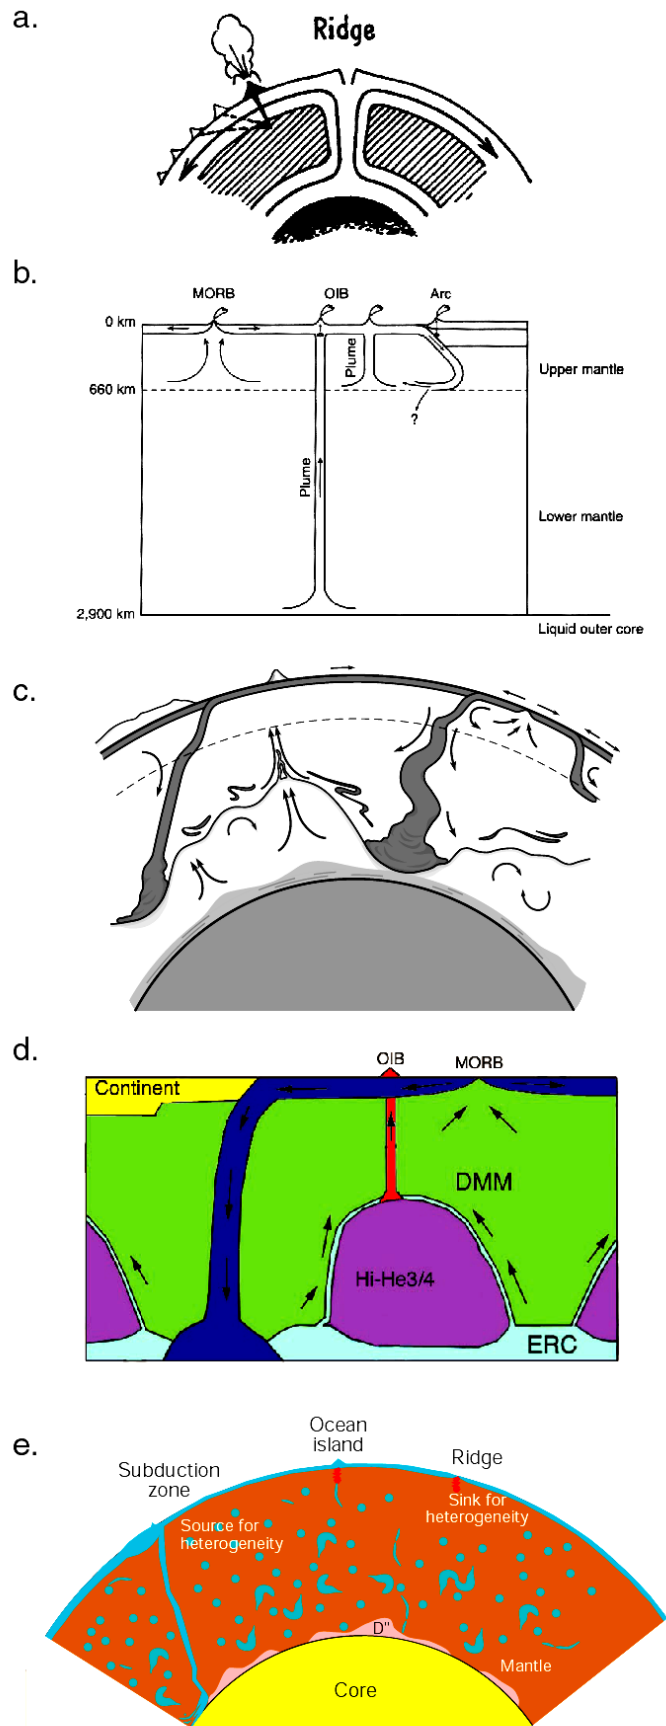 a.
Ridge
b.
MORB
OIB
Arc
0 km
Plume
Upper mantle
660 km
?
Plume
Lower mantle
2,900 km
Liquid outer core
c.
d.
OIB
MORB
Continent
DMM
Hi-He3/4
ERC
e.
Ocean
island
Ridge
Subduction
zone
Sink for
heterogeneity
Source for
heterogeneity
D"
Mantle
Core